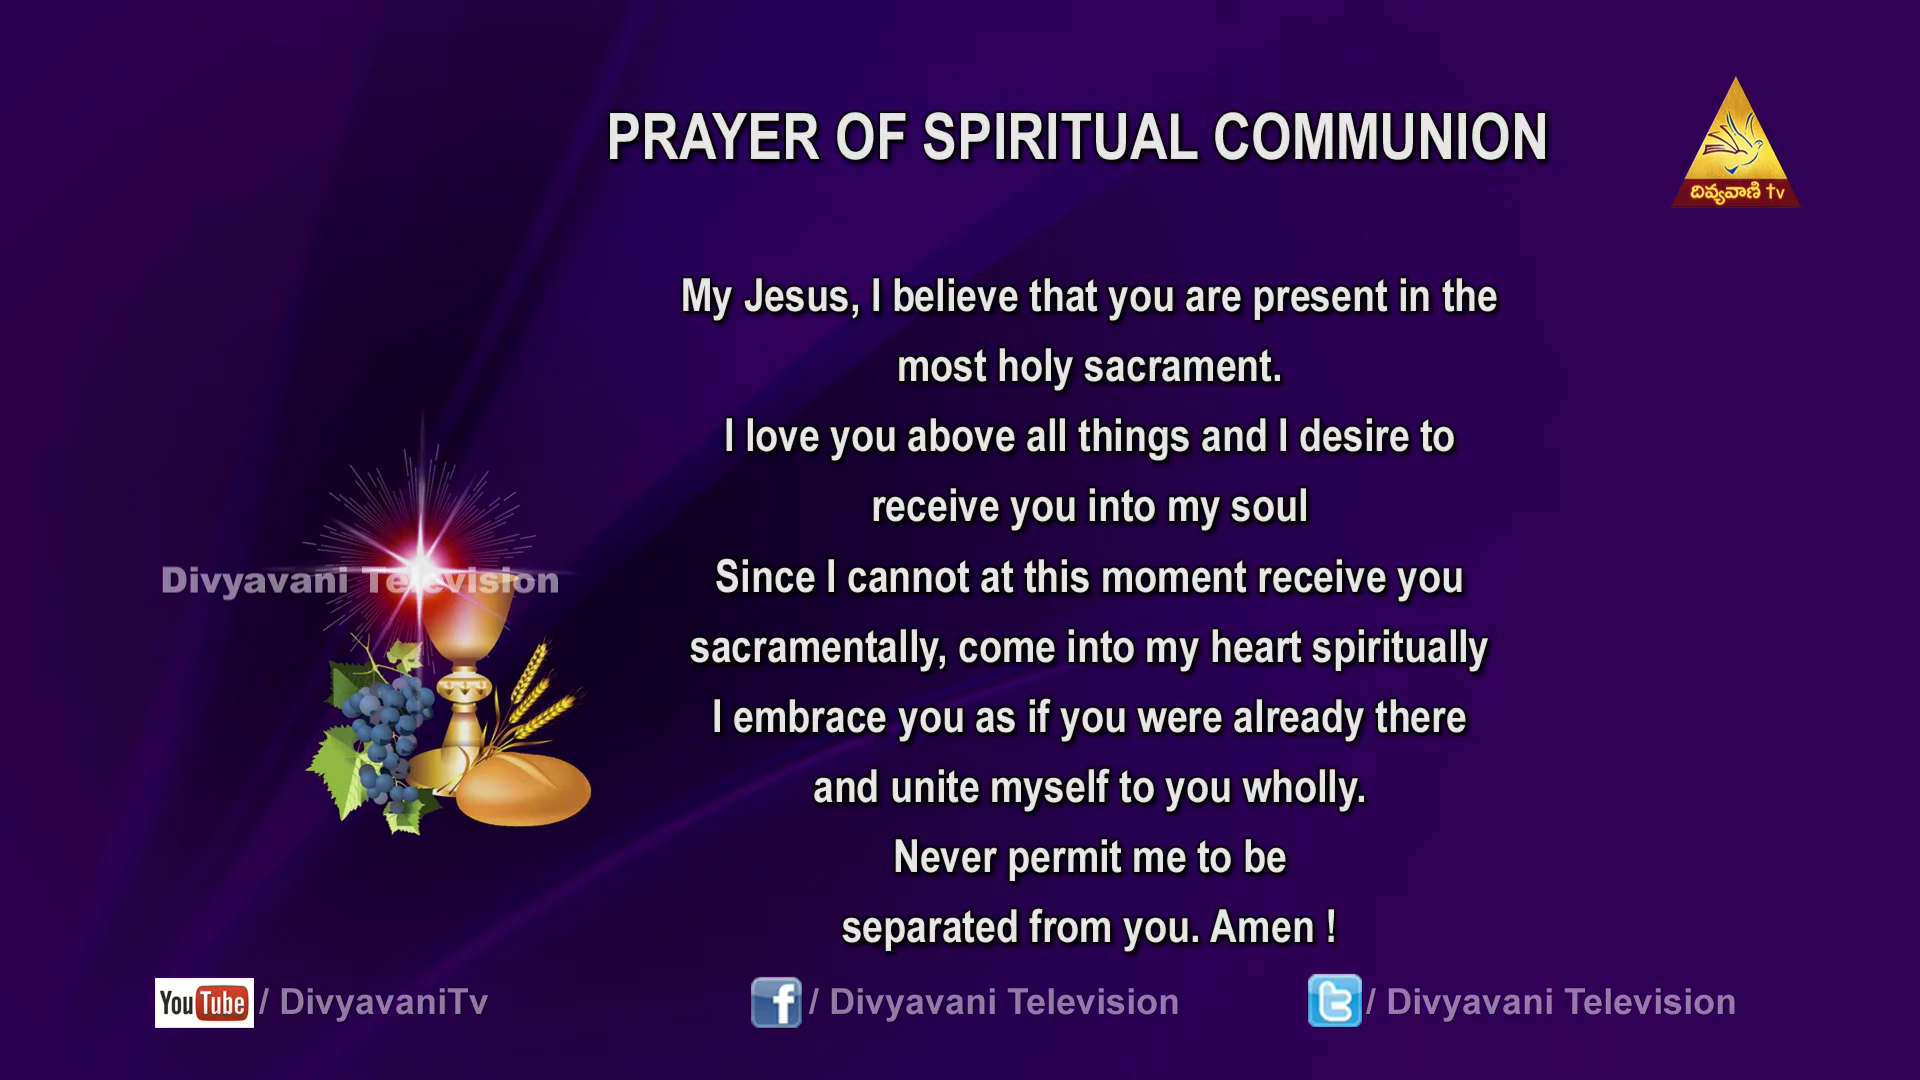 PRAYER OF SPIRITUAL COMMUNION
దివ్యవాణి tv
My Jesus, I believe that you are present in the
most holy sacrament.
I love you above all things and I desire to
receive you into my soul
Since I cannot at this moment receive you
sacramentally, come into my heart spiritually
I embrace you as if you were already there
and unite myself to you wholly.
Never permit me to be
separated from you. Amen !
Divyavani Television
YouTube / DivyavaniTv
f / Divyavani Television
t / Divyavani Television